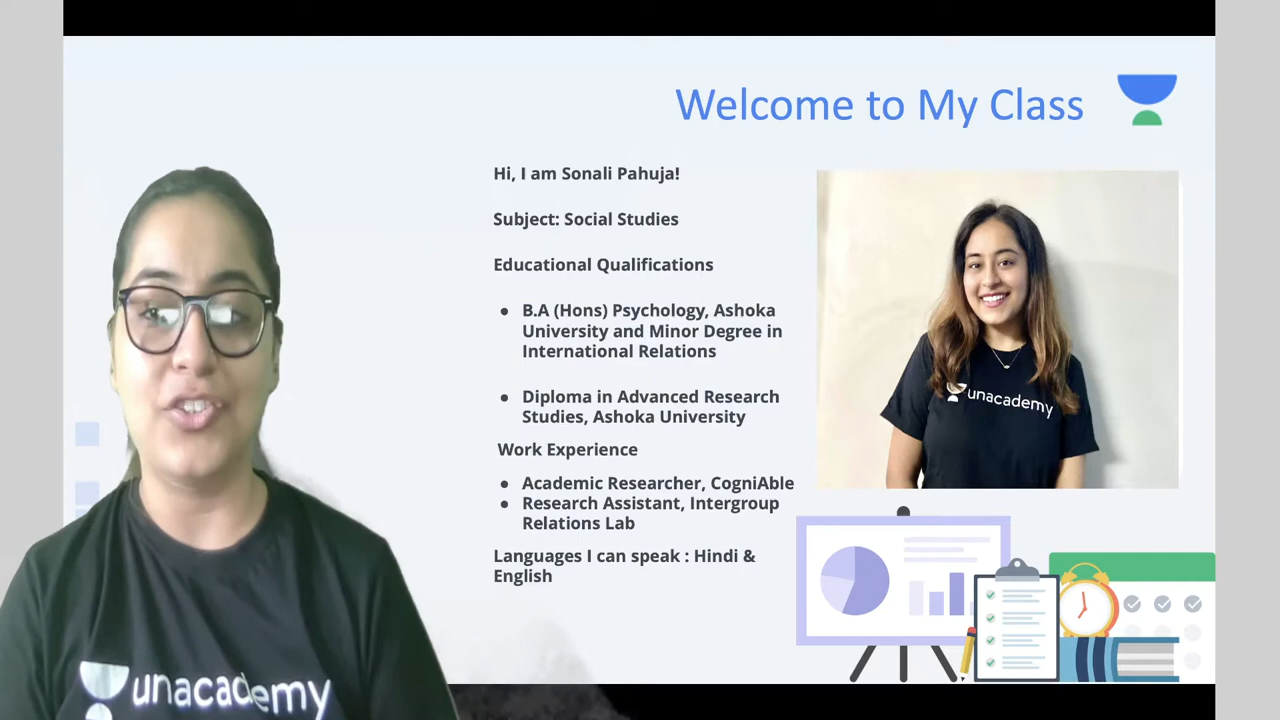 Welcome to My Class
Hi, I am Sonali Pahuja!
Subject: Social Studies
Educational Qualifications
● B.A (Hons) Psychology, Ashoka
University and Minor Degree in
International Relations
● Diploma in Advanced Research
Studies, Ashoka University
Work Experience
● Academic Researcher, CogniAble
● Research Assistant, Intergroup
Relations Lab
Languages I can speak : Hindi &
English
unacademy
unacademy